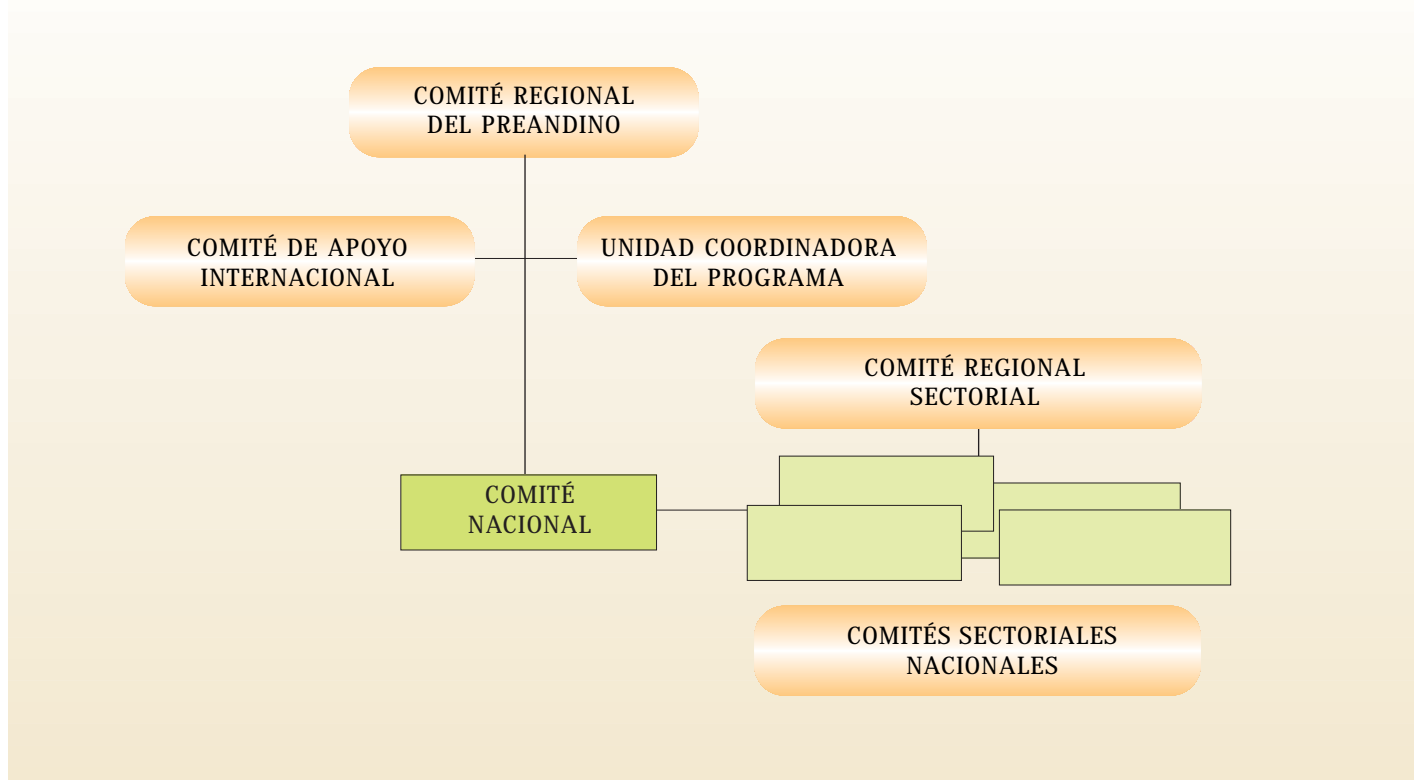 COMITÉ REGIONAL
DEL PREANDINO
COMITÉ DE APOYO
INTERNACIONAL
UNIDAD COORDINADORA
DEL PROGRAMA
COMITÉ REGIONAL
SECTORIAL
COMITÉ
NACIONAL
COMITÉS SECTORIALES
NACIONALES